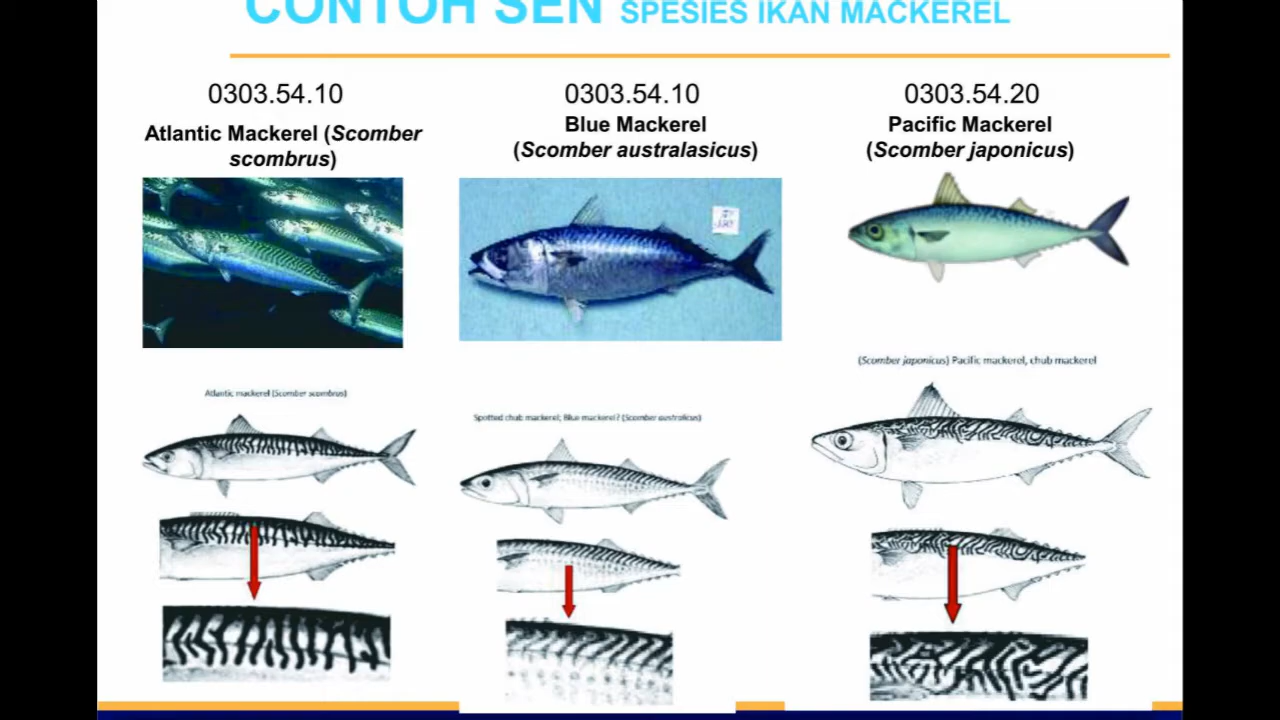 CONTOH SEN SPESIES IKAN MACKEREL
0303.54.10
Atlantic Mackerel (Scomber
scombrus)
0303.54.10
Blue Mackerel
(Scomber australasicus)
0303.54.20
Pacific Mackerel
(Scomber japonicus)
Atlantic mackerel (Scomber scombrus)
Spotted chub mackerel; Blue mackerel? (Scomber australicus)
(Scomber japonicus) Pacific mackerel, chub mackerel